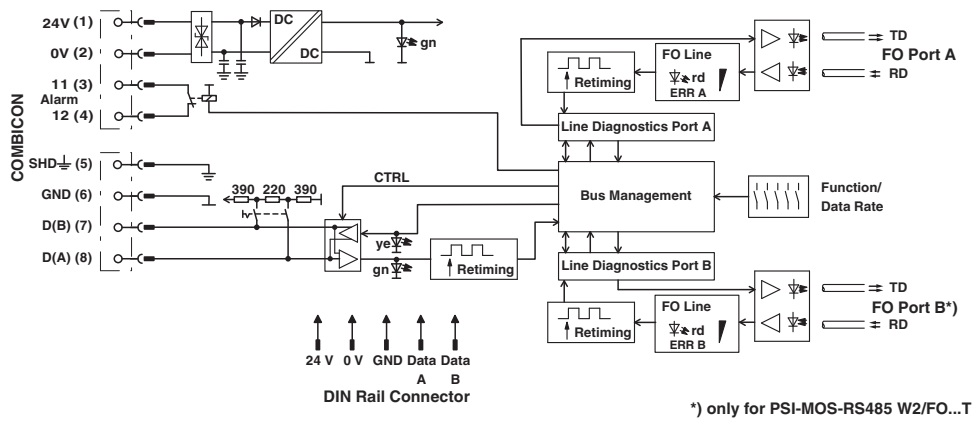 COMBICON
24V (1)
0V (2)
11 (3)
Alarm
12 (4)
SHD (5)
GND (6)
D(B) (7)
D(A) (8)
DC
DC
gn
390 220 390
CTRL
ye
gn
Retiming
Retiming
FO Line
rd
ERR A
TD
FO Port A
RD
Line Diagnostics Port A
Bus Management
Function/
Data Rate
Line Diagnostics Port B
Retiming
FO Line
rd
ERR B
TD
FO Port B*)
RD
24 V 0 V GND Data Data
A B
DIN Rail Connector
*) only for PSI-MOS-RS485 W2/FO...T